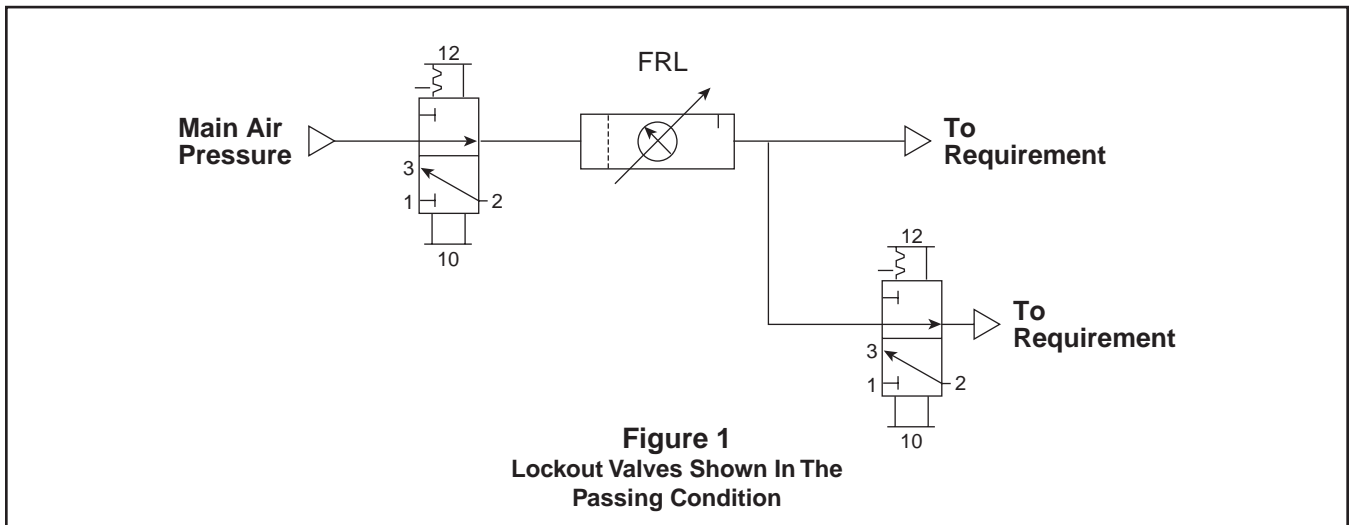 12
FRL
Main Air
Pressure
To
Requirement
3
1
2
10
12
To
Requirement
3
1
2
10
Figure 1
Lockout Valves Shown In The
Passing Condition